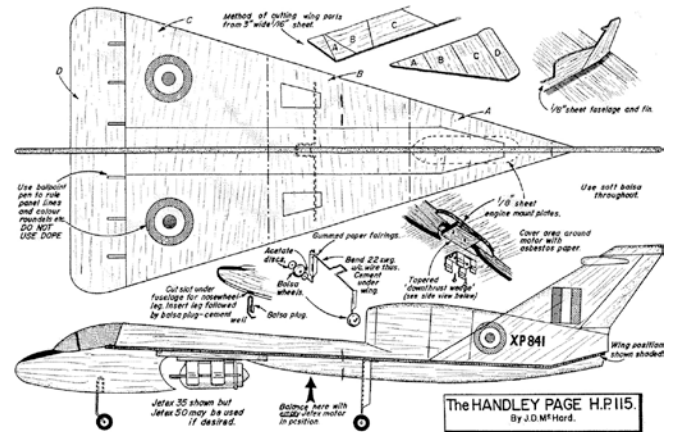 Method of cutting wing parts
from 3" wide 1/16" sheet.
C
B
A
D
A
B
C
A
B
C
D
1/8" sheet fuselage and fin.
Use ballpoint
pen to rule
panel lines
and colour
roundels etc.
DO NOT
USE DOPE
Use soft balsa
throughout.
1/8" sheet
engine mount plates.
Cover area around
motor with
asbestos paper.
Tapered
'downthrust wedge'
(see side view below)
Gummed paper fairings.
Acetate
discs.
Balsa
wheels.
Bend 22 swg.
w/c.wire thus.
Cement
under
wing.
Cut slot under
fuselage for nosewheel
leg. Insert leg followed
by balsa plug-cement
well
Balsa plug.
XP841
Wing position
shown shaded.
Jetex 35 shown but
Jetex 50 may be used
if desired.
Balance here with
empty Jetex motor
in position.
The HANDLEY PAGE H.P.115.
By J.D.McHard.